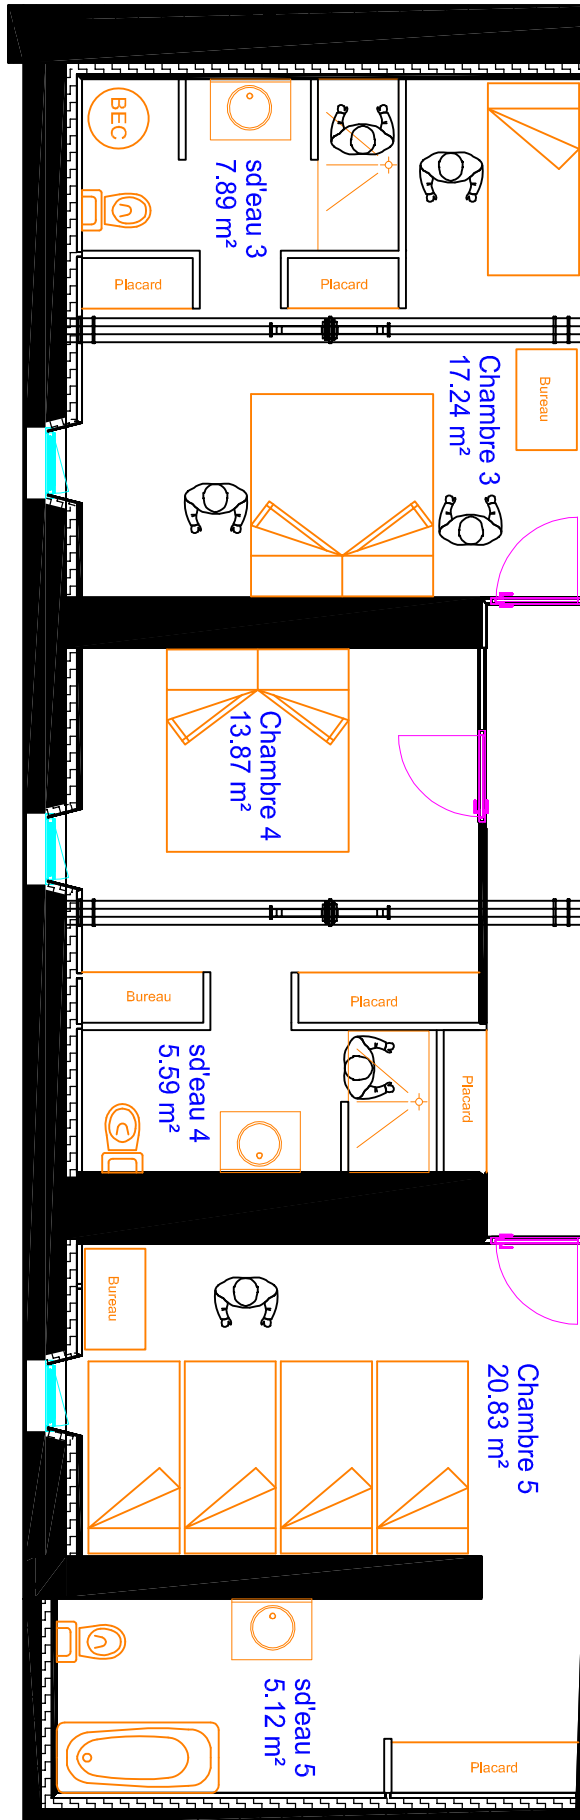 BEC
sd'eau 3
7.89 m²
Placard
Placard
Chambre 3
17.24 m²
Bureau
Chambre 4
13.87 m²
Bureau
Placard
sd'eau 4
5.59 m²
Placard
Bureau
Chambre 5
20.83 m²
sd'eau 5
5.12 m²
Placard